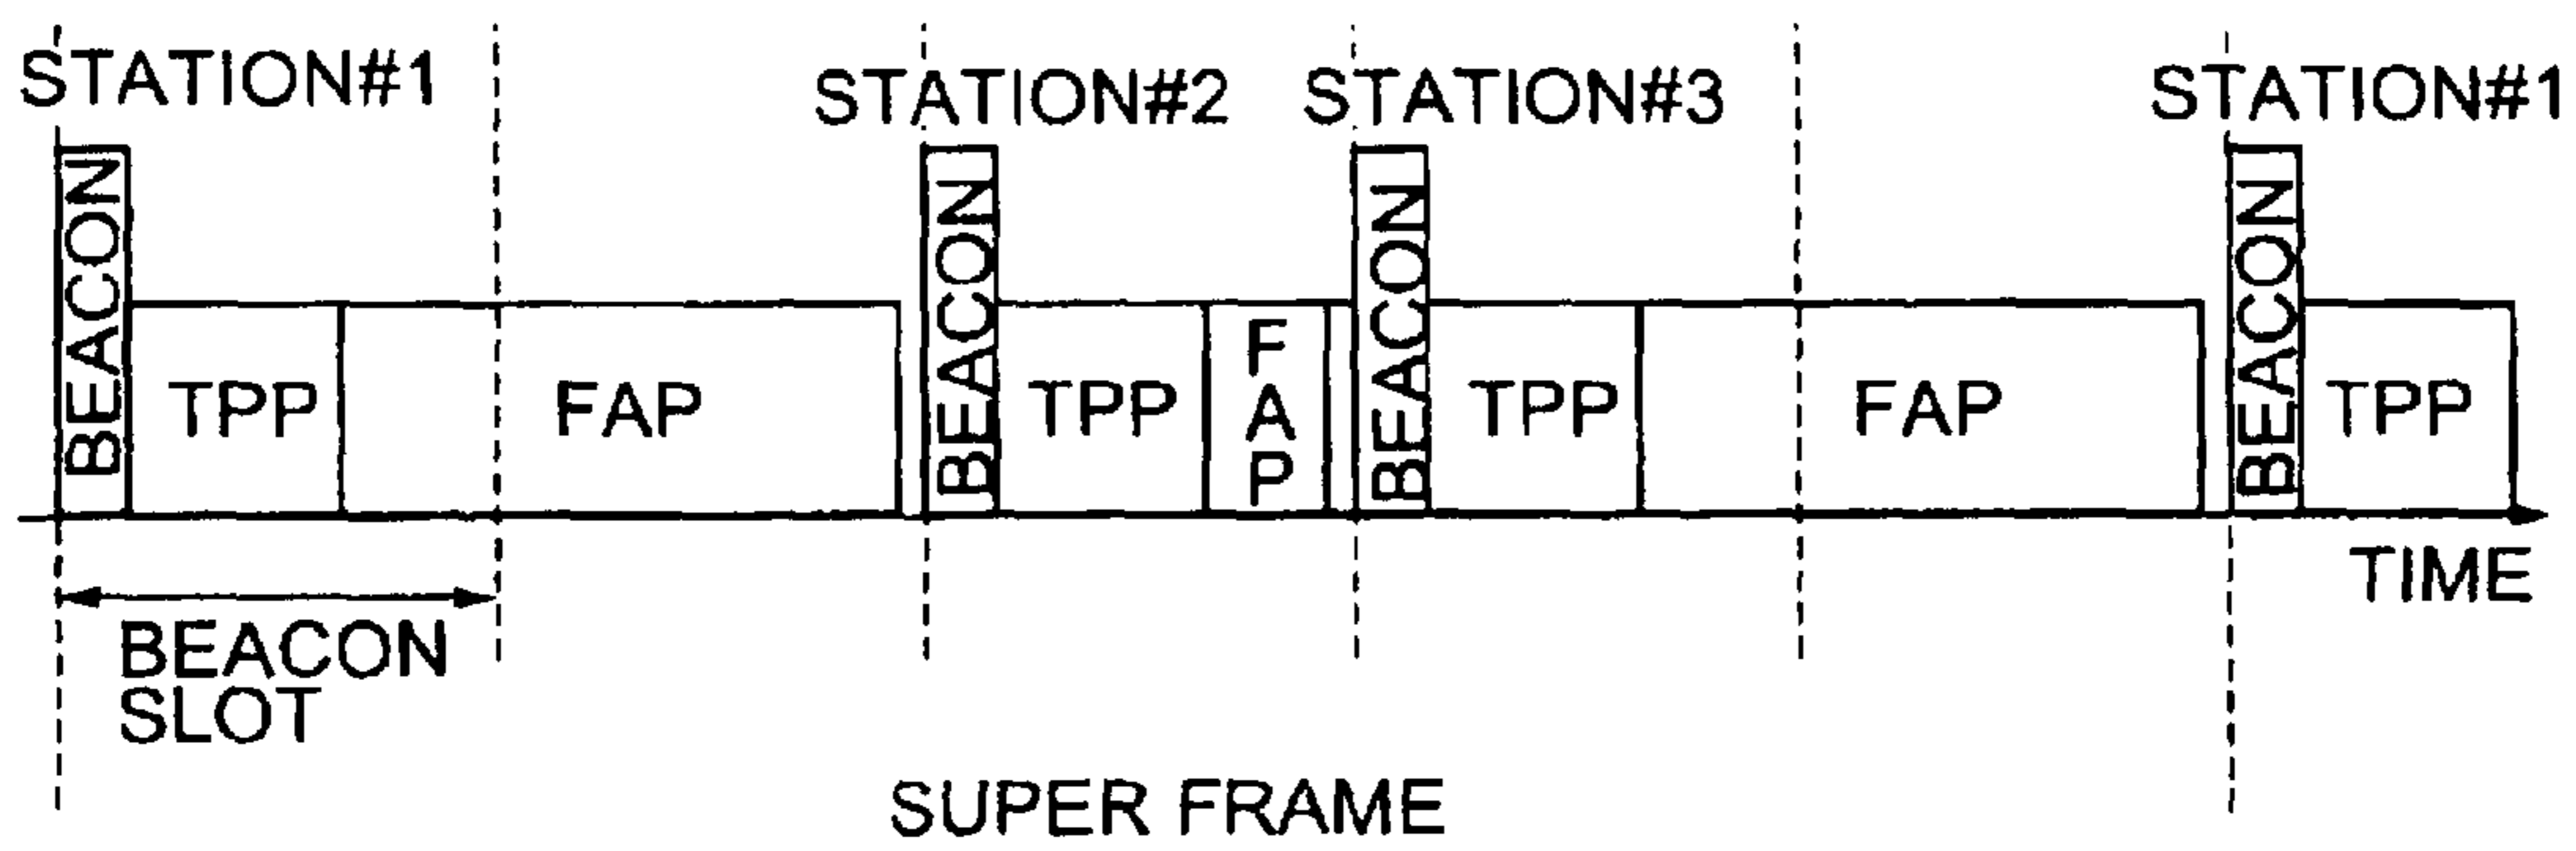 STATION#1
STATION#2
STATION#3
STATION#1
BEACON
TPP
FAP
BEACON
TPP
FAP
BEACON
TPP
FAP
BEACON
TPP
TIME
BEACON
SLOT
SUPER FRAME